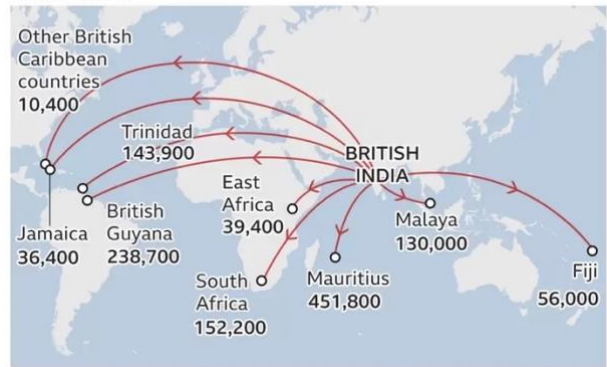 Other British
Caribbean
countries
10,400
Trinidad
143,900
BRITISH
INDIA
East
Africa
39,400
Malaya
130,000
Jamaica
36,400
British
Guyana
238,700
South
Africa
152,200
Mauritius
451,800
Fiji
56,000